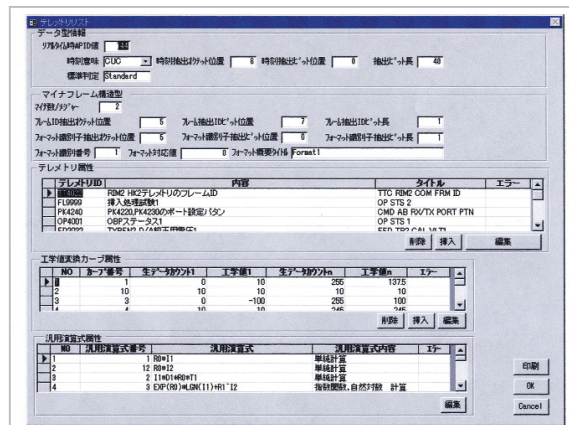 テレメトリリスト
データ型情報
リアルタイム時APID値
時刻意味 CUC 時刻抽出オクテット位置 6 時刻抽出ビット位置 0 抽出ビット長 40
標準判定 Standard
マイナフレーム構造型
マイナ数/メジャー 2
フレームID抽出オクテット位置 5 フレーム抽出IDビット位置 7 フレーム抽出IDビット長 1
フォーマット識別子抽出オクテット位置 5 フォーマット識別子抽出ビット位置 0 フォーマット識別子抽出ビット長 1
フォーマット識別番号 1 フォーマット対応値 0 フォーマット概要タイトル Format1
テレメトリ属性
テレメトリID 内容 タイトル エラー
RIM2 HK2テレメトリのフレームID TTC RIM2 COM FRM ID
FL9999 挿入処理試験1 OP STS 2
PK4240 PK4220,PK4230のポート設定パタン CMD AB RX/TX PORT PTN
OP4001 OBPステータス1 OP STS 1
削除 挿入 編集
工学値変換カーブ属性
NO カーブ番号 生データカウント1 工学値1 生データカウントn 工学値n エラー
1 1 0 10 255 137.5
2 10 10 10 10 10
3 3 0 -100 255 100
4 4 10 10 245 245
削除 挿入 編集
汎用演算式属性
NO 汎用演算式番号 汎用演算式 汎用演算式内容 エラー
1 1 R0*I1 単純計算
2 12 R0*I2 単純計算
3 2 I1*D1*R0*T1 単純計算
4 3 EXP(R0)*LGN(I1)+R1^I2 指数関数,自然対数 計算
編集
印刷
OK
Cancel